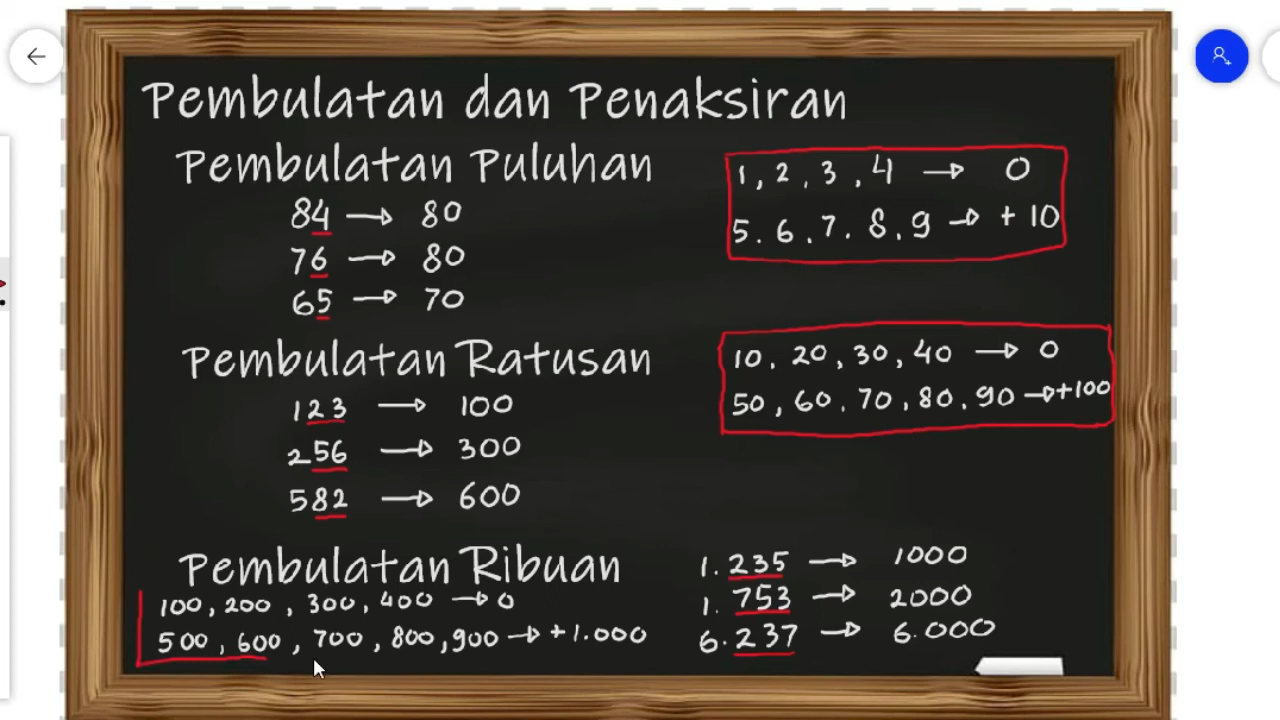 Pembulatan dan Penaksiran
Pembulatan Puluhan
84 → 80
76 → 80
65 → 70
1, 2, 3, 4 → 0
5. 6, 7. 8, 9 → + 10
Pembulatan Ratusan
123 → 100
256 → 300
582 → 600
10, 20, 30, 40 → 0
50, 60, 70, 80, 90 → +100
Pembulatan Ribuan
100, 200, 300, 400 → 0
500, 600, 700, 800, 900 → + 1.000
1. 235 → 1000
1. 753 → 2000
6. 237 → 6.000